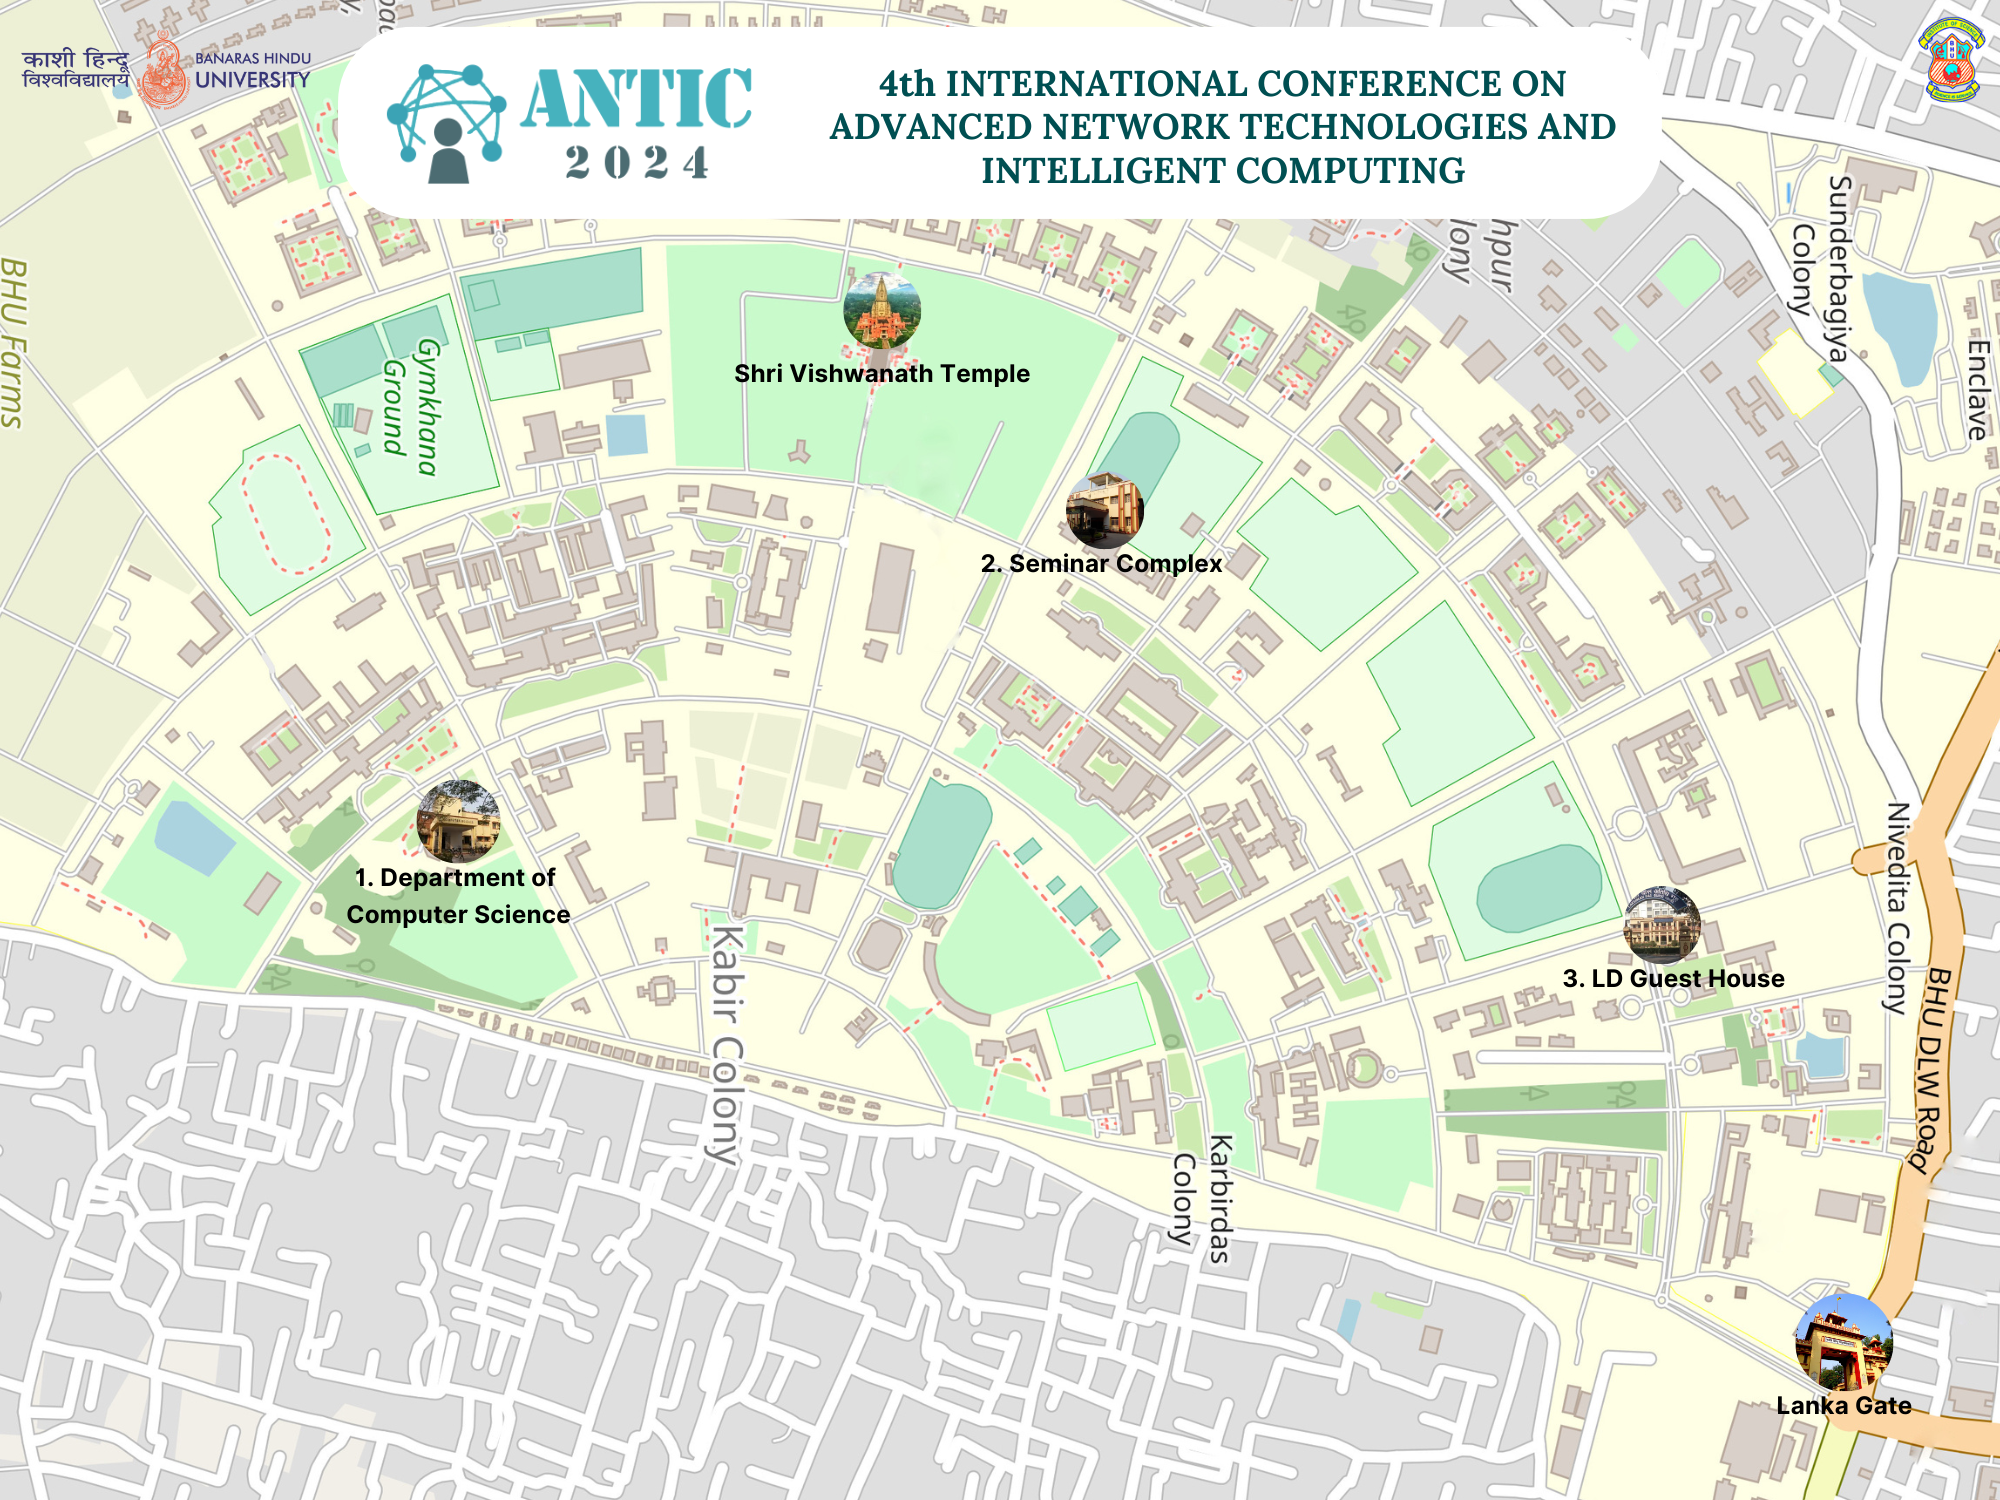 काशी हिन्दू
विश्वविद्यालय
BANARAS HINDU
UNIVERSITY
ANTIC
2024
4th INTERNATIONAL CONFERENCE ON
ADVANCED NETWORK TECHNOLOGIES AND
INTELLIGENT COMPUTING
Sunderbagiya
Colony
hpur
lony
BHU Farms
Gymkhana
Ground
Enclave
Shri Vishwanath Temple
2. Seminar Complex
1. Department of
Computer Science
3. LD Guest House
Nivedita Colony
BHU DLW Road
Kabir Colony
Karbirdas
Colony
Lanka Gate